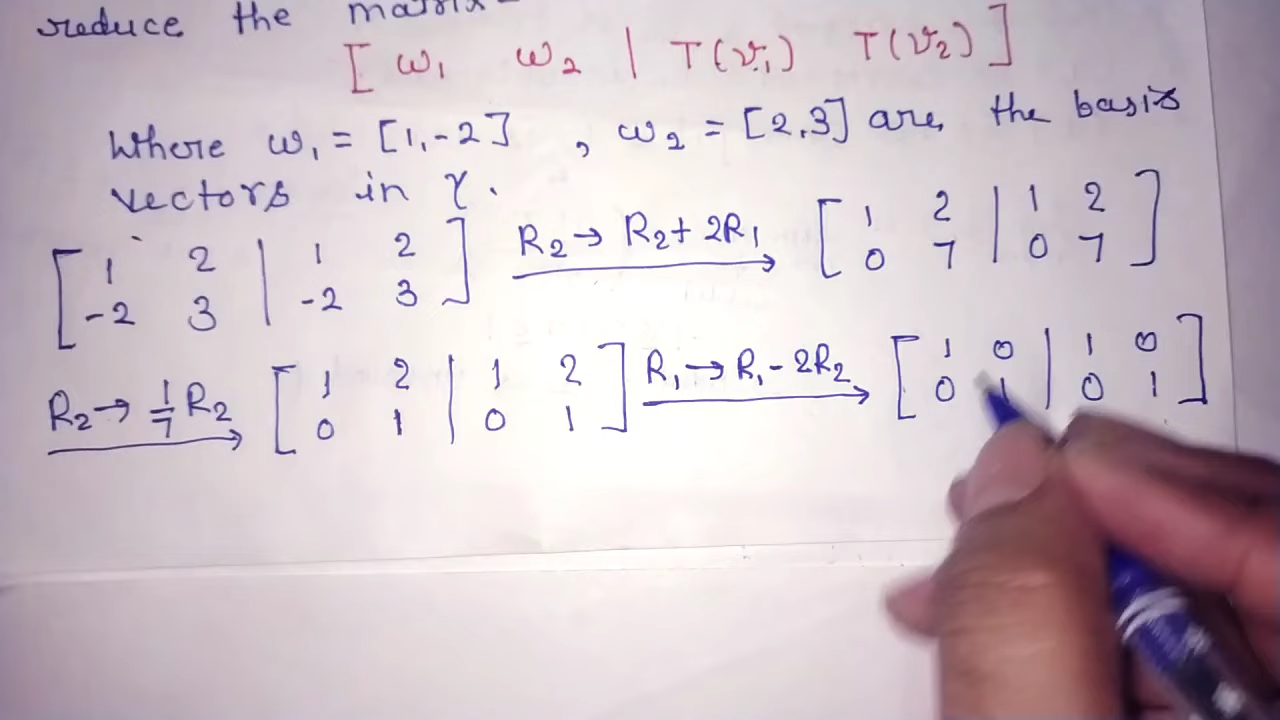 reduce the matrix
[ w₁ w₂ | T(v₁) T(v₂) ]
Where w₁ = [1,-2] , w₂ = [2,3] are the basis
vectors in γ.
[ 1 2 | 1 2 ] R₂→ R₂+ 2R₁ [ 1 2 | 1 2 ]
[ -2 3 | -2 3 ] [ 0 7 | 0 7 ]
R₂→ 1/7 R₂ [ 1 2 | 1 2 ] R₁→R₁- 2R₂ [ 1 0 | 1 0 ]
[ 0 1 | 0 1 ] [ 0 1 | 0 1 ]